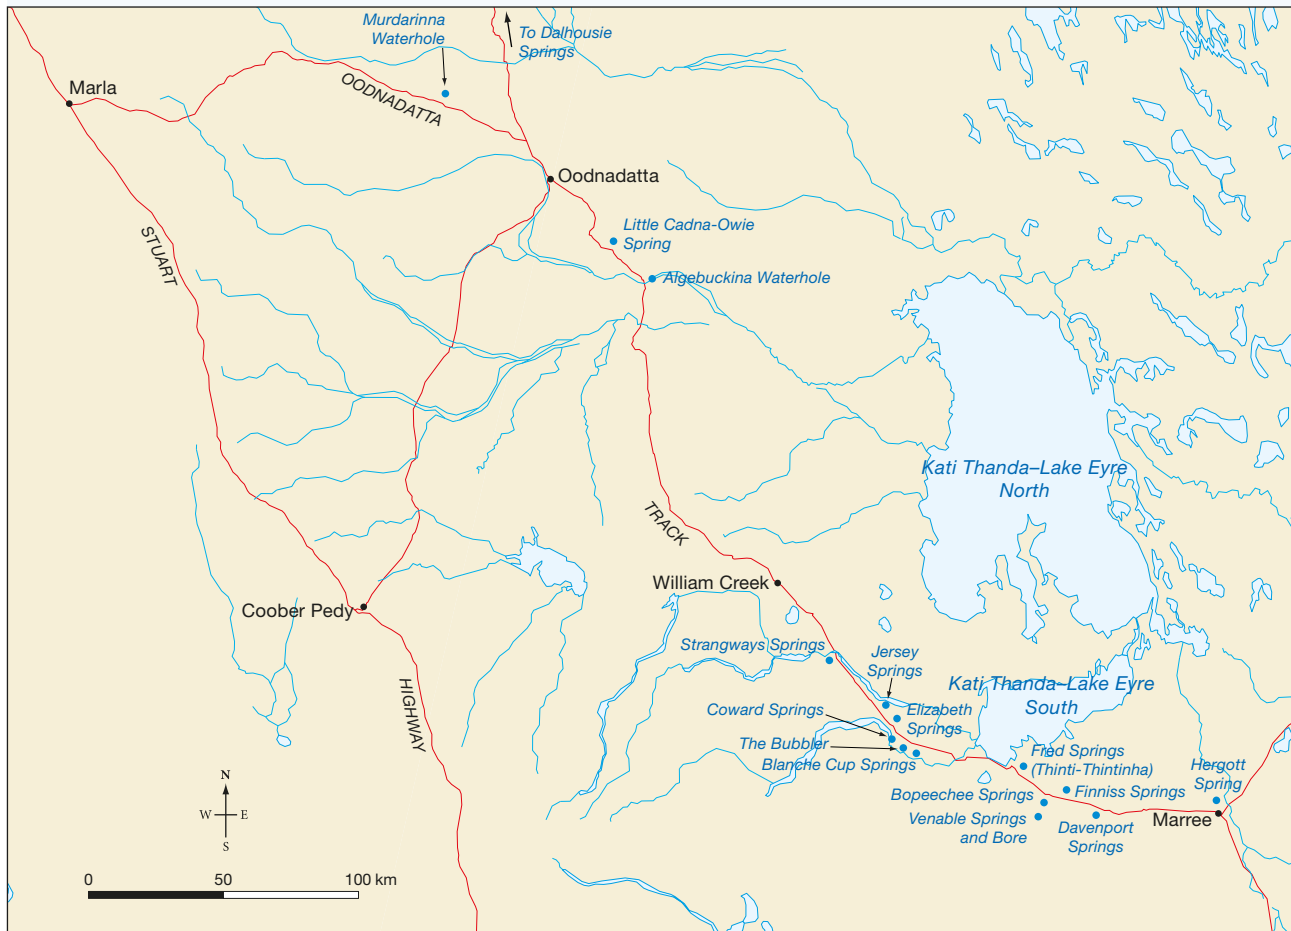 Murdarinna
Waterhole
To Dalhousie
Springs
Marla
OODNADATTA
Oodnadatta
Little Cadna-Owie
Spring
STUART
Algebuckina Waterhole
Kati Thanda–Lake Eyre
North
TRACK
William Creek
Coober Pedy
Strangways Springs
Jersey
Springs
Kati Thanda–Lake Eyre
South
HIGHWAY
Coward Springs
Elizabeth
Springs
The Bubbler
Blanche Cup Springs
Fred Springs
(Thinti-Thintinha)
Hergott
Spring
Bopeechee Springs
Finniss Springs
Venable Springs
and Bore
Davenport
Springs
Marree
N
W E
S
0 50 100 km